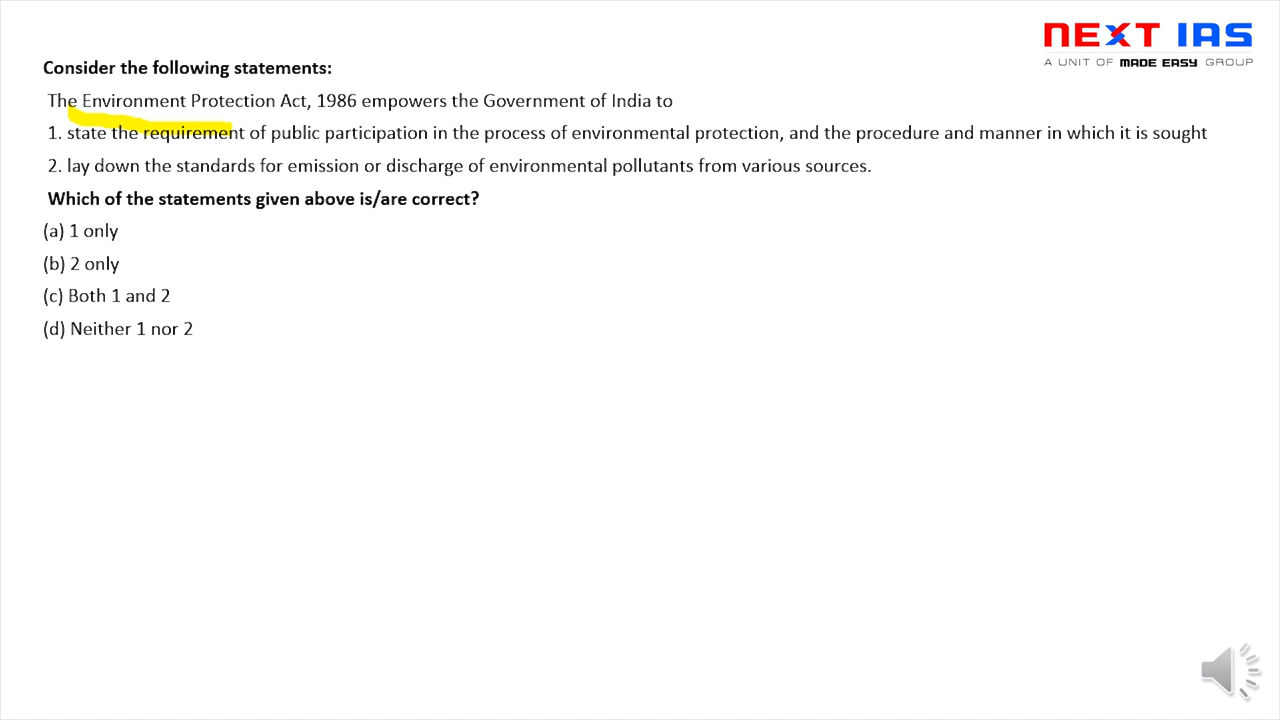 NEXT IAS
A UNIT OF MADE EASY GROUP
Consider the following statements:
The Environment Protection Act, 1986 empowers the Government of India to
1. state the requirement of public participation in the process of environmental protection, and the procedure and manner in which it is sought
2. lay down the standards for emission or discharge of environmental pollutants from various sources.
Which of the statements given above is/are correct?
(a) 1 only
(b) 2 only
(c) Both 1 and 2
(d) Neither 1 nor 2